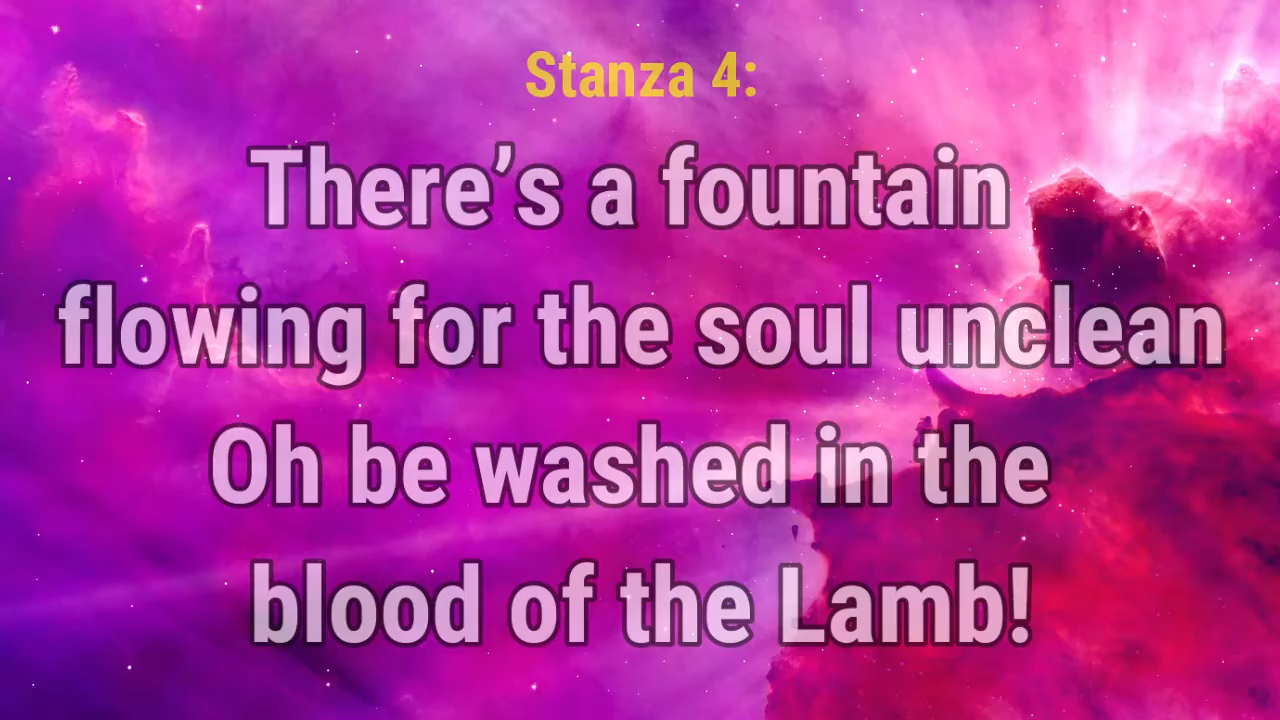 Stanza 4:
There’s a fountain
flowing for the soul unclean
Oh be washed in the
blood of the Lamb!